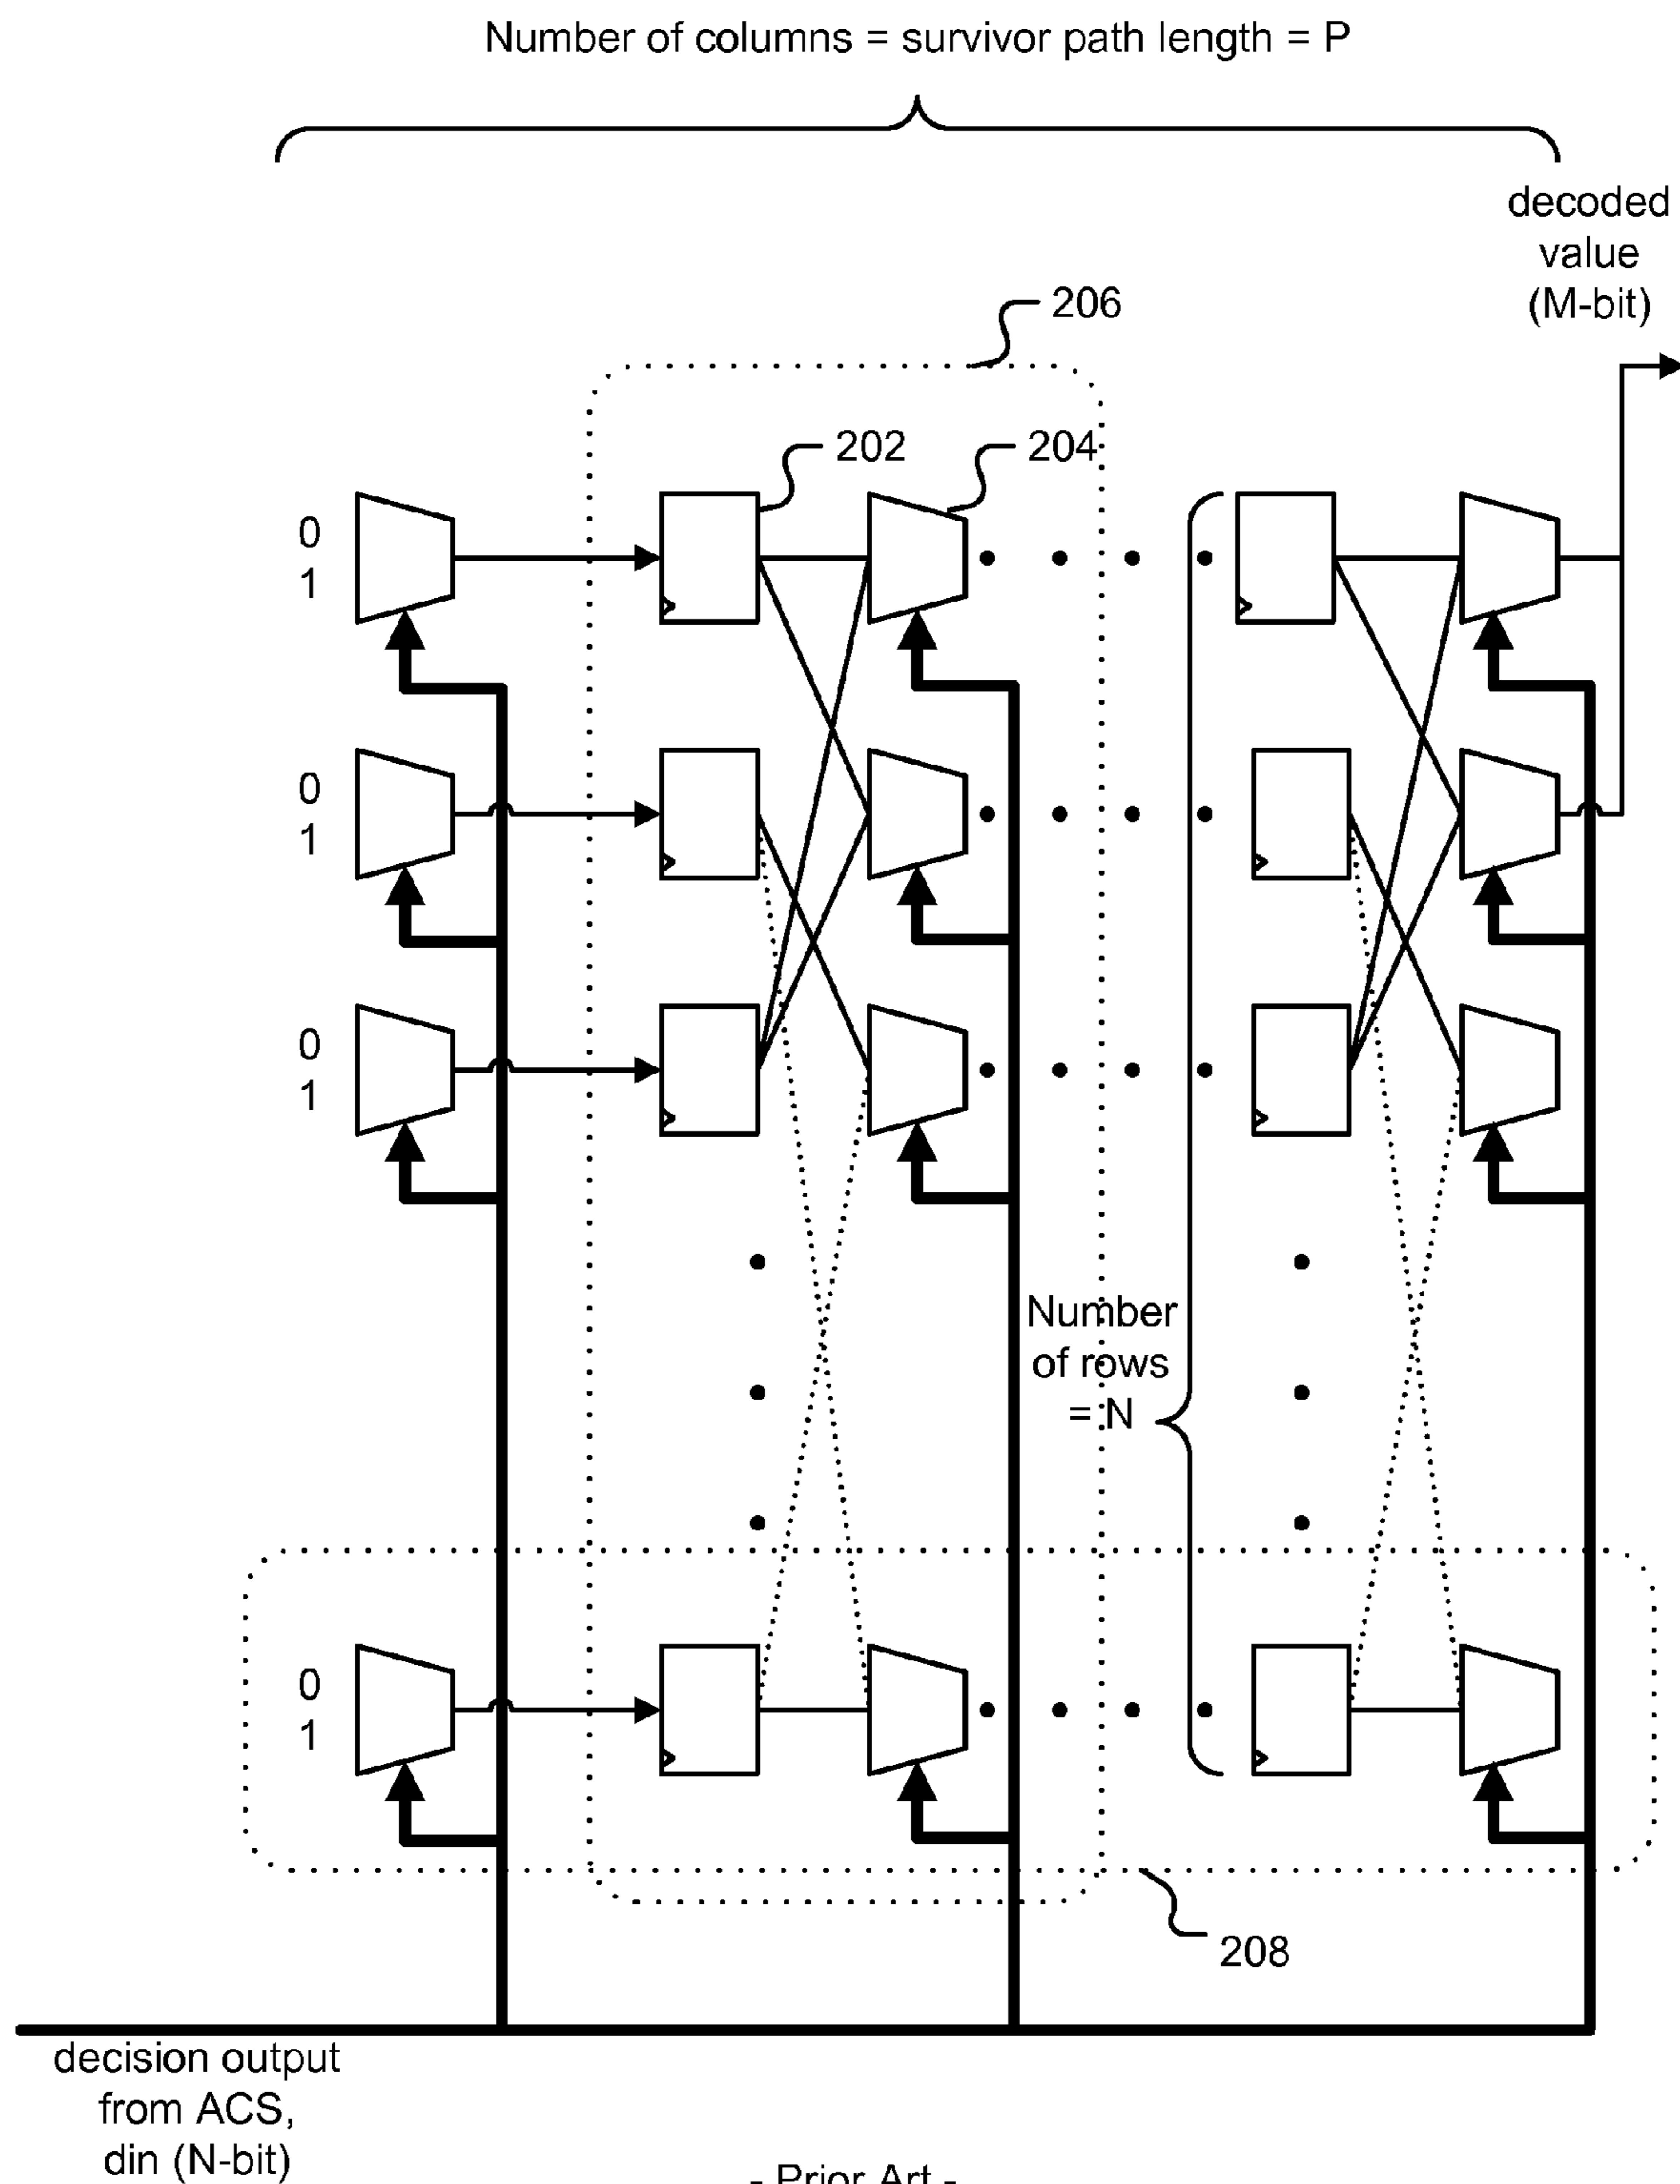 Number of columns = survivor path length = P
decoded
value
(M-bit)
206
202
204
0
1
0
1
0
1
Number
of rows
= N
0
1
208
decision output
from ACS,
din (N-bit)
- Prior Art -